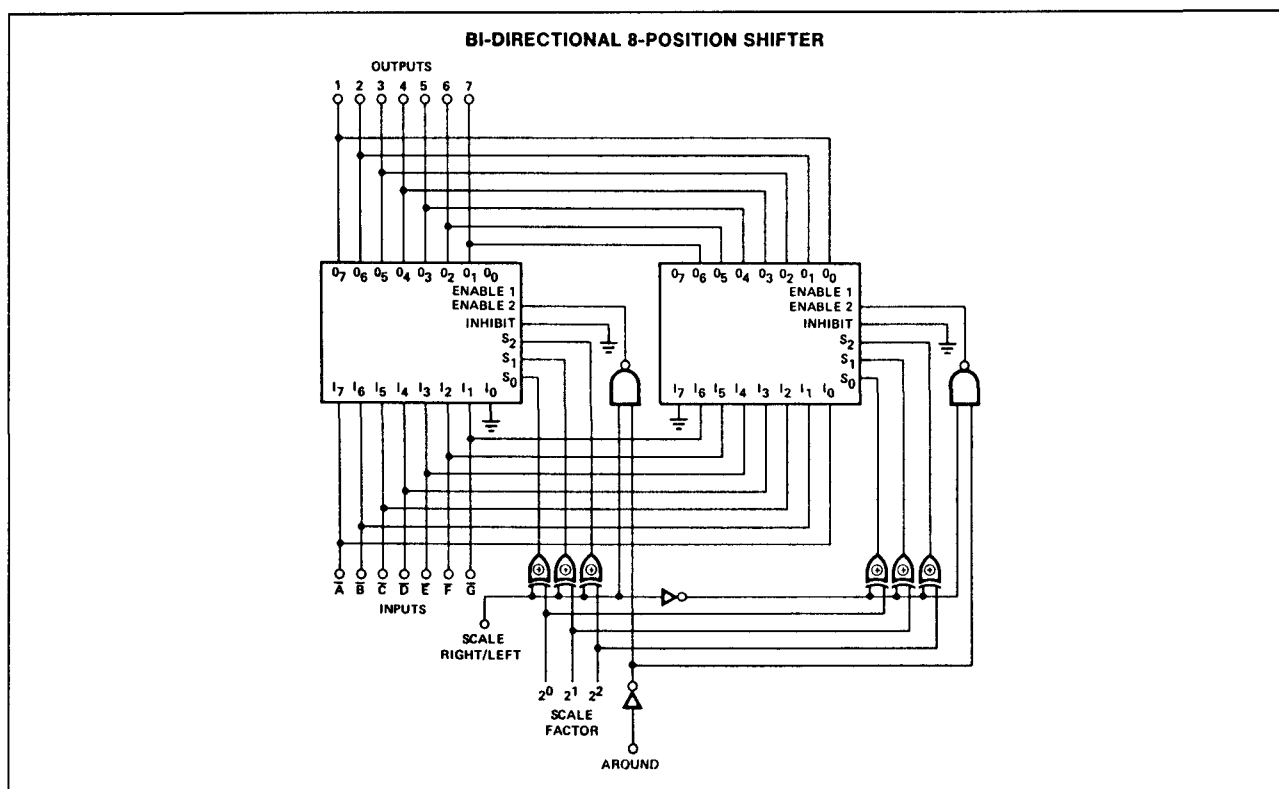 BI-DIRECTIONAL 8-POSITION SHIFTER
OUTPUTS
1 2 3 4 5 6 7
O7 O6 O5 O4 O3 O2 O1 O0
ENABLE 1
ENABLE 2
INHIBIT
S2
S1
S0
I7 I6 I5 I4 I3 I2 I1 I0
O7 O6 O5 O4 O3 O2 O1 O0
ENABLE 1
ENABLE 2
INHIBIT
S2
S1
S0
I7 I6 I5 I4 I3 I2 I1 I0
A̅ B̅ C̅ D̅ E̅ F̅ G̅
INPUTS
SCALE
RIGHT/LEFT
2^0 2^1 2^2
SCALE
FACTOR
AROUND